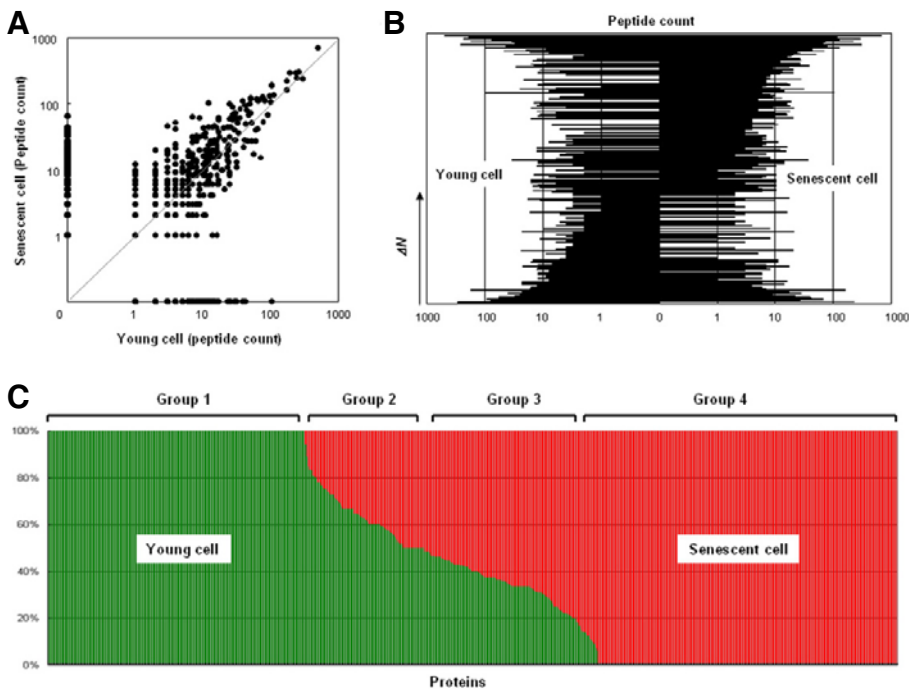 A
1000
100
10
1
0 1 10 100 1000
Senescent cell (Peptide count)
Young cell (peptide count)
B
Peptide count
Young cell
Senescent cell
ΔN
1000 100 10 1 0 1 10 100 1000
C
Group 1 Group 2 Group 3 Group 4
100%
80%
60%
40%
20%
0%
Young cell
Senescent cell
Proteins